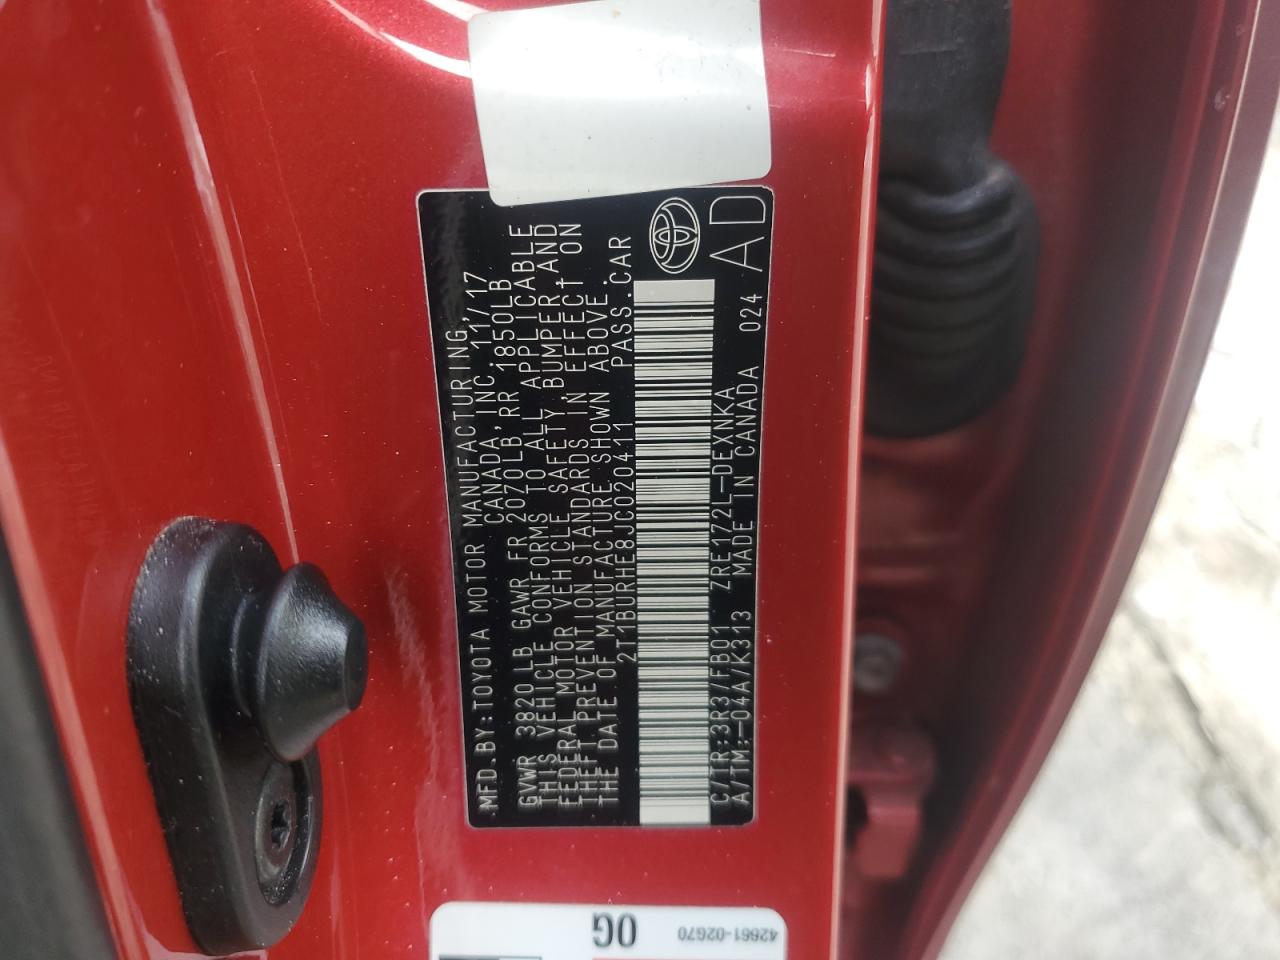 MFD.BY:TOYOTA MOTOR MANUFACTURING,
CANADA,INC. 11/17
GVWR 3820LB GAWR FR 2070LB,RR 1850LB
THIS VEHICLE CONFORMS TO ALL APPLICABLE
FEDERAL MOTOR VEHICLE SAFETY,BUMPER,AND
THEFT PREVENTION STANDARDS IN EFFECT ON
THE DATE OF MANUFACTURE SHOWN ABOVE.
2T1BURHE8JC020411 PASS.CAR
C/TR:3R3/FB01 ZRE172L-DEXNKA
A/TM:-04A/K313 MADE IN CANADA 024
AD
0G
42661-02G70